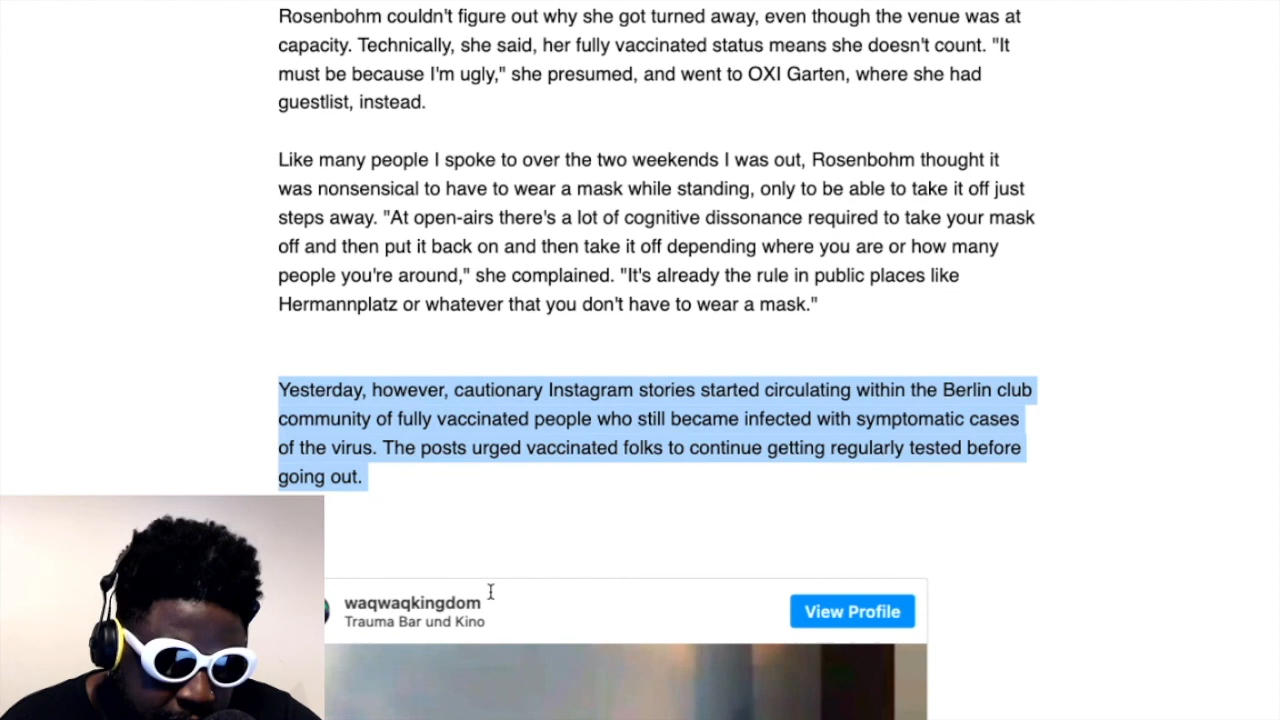 Rosenbohm couldn't figure out why she got turned away, even though the venue was at
capacity. Technically, she said, her fully vaccinated status means she doesn't count. "It
must be because I'm ugly," she presumed, and went to OXI Garten, where she had
guestlist, instead.
Like many people I spoke to over the two weekends I was out, Rosenbohm thought it
was nonsensical to have to wear a mask while standing, only to be able to take it off just
steps away. "At open-airs there's a lot of cognitive dissonance required to take your mask
off and then put it back on and then take it off depending where you are or how many
people you're around," she complained. "It's already the rule in public places like
Hermannplatz or whatever that you don't have to wear a mask."
Yesterday, however, cautionary Instagram stories started circulating within the Berlin club
community of fully vaccinated people who still became infected with symptomatic cases
of the virus. The posts urged vaccinated folks to continue getting regularly tested before
going out.
waqwaqkingdom
Trauma Bar und Kino
View Profile